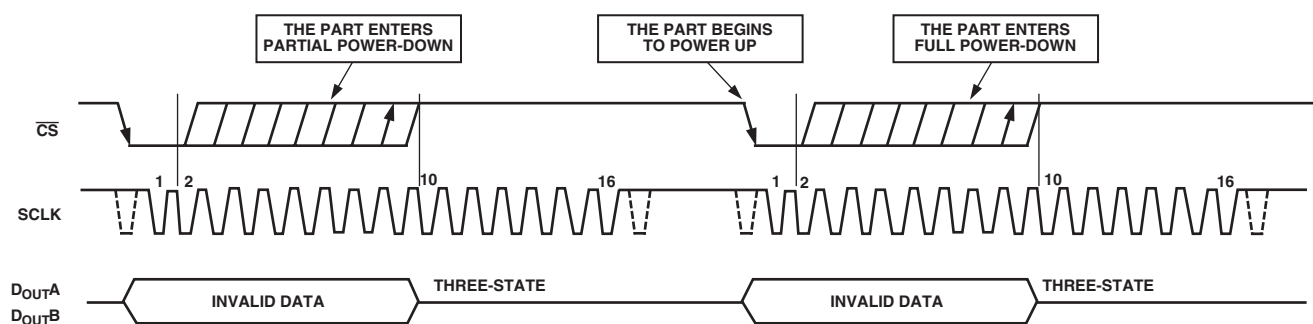 THE PART ENTERS
PARTIAL POWER-DOWN
THE PART BEGINS
TO POWER UP
THE PART ENTERS
FULL POWER-DOWN
CS
1 2 10 16 1 2 10 16
SCLK
DOUTA
DOUTB
INVALID DATA
THREE-STATE
INVALID DATA
THREE-STATE